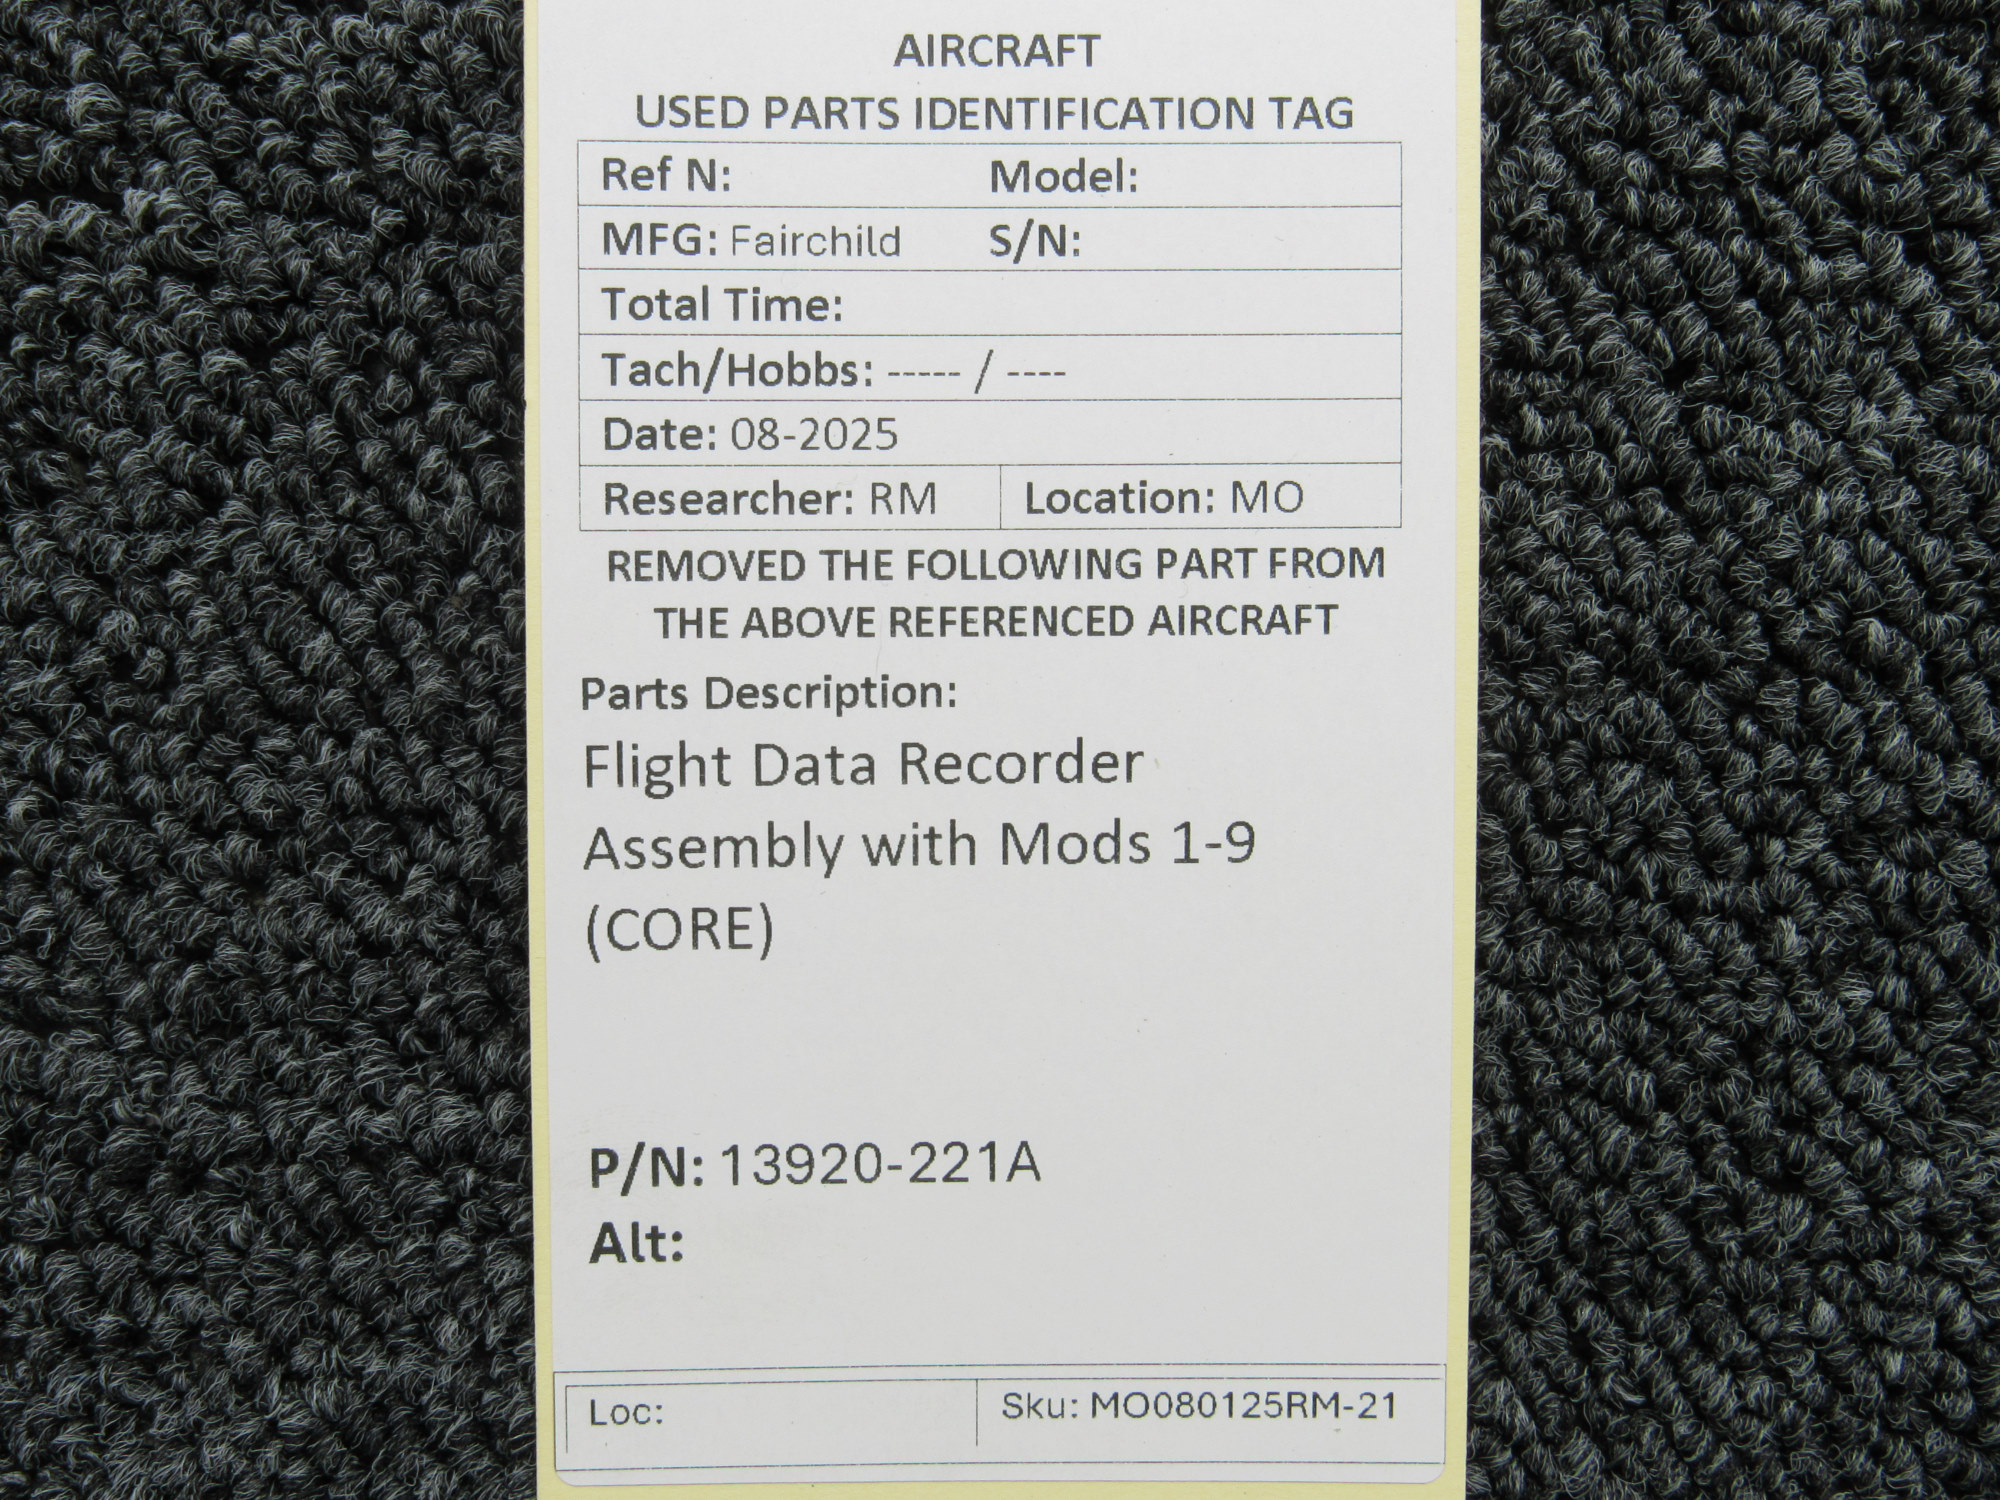 AIRCRAFT
USED PARTS IDENTIFICATION TAG
Ref N: Model:
MFG: Fairchild S/N:
Total Time:
Tach/Hobbs: ----- / ----
Date: 08-2025
Researcher: RM Location: MO
REMOVED THE FOLLOWING PART FROM
THE ABOVE REFERENCED AIRCRAFT
Parts Description:
Flight Data Recorder
Assembly with Mods 1-9
(CORE)
P/N: 13920-221A
Alt:
Loc: Sku: MO080125RM-21